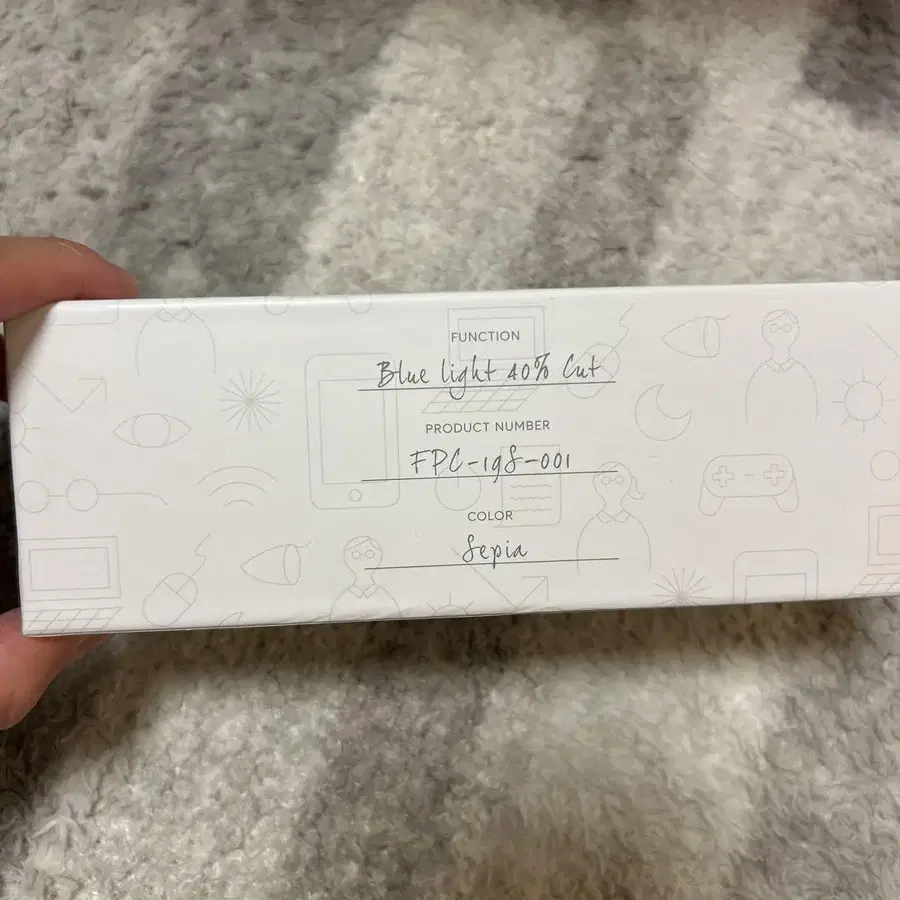 FUNCTION
Blue light 40% Cut
PRODUCT NUMBER
FPC-198-001
COLOR
Sepia